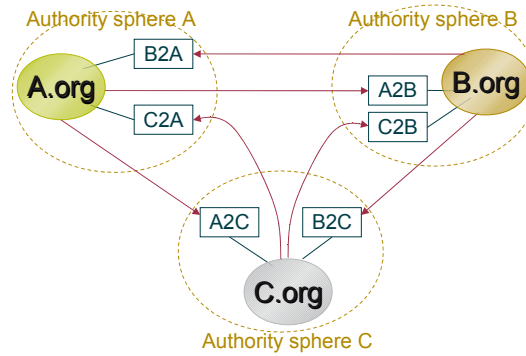 Authority sphere A
Authority sphere B
B2A
A.org
B.org
A2B
C2A
C2B
A2C
B2C
C.org
Authority sphere C